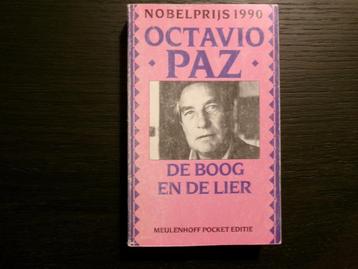 NOBELPRIJS 1990
OCTAVIO
· PAZ ·
DE BOOG
EN DE LIER
MEULENHOFF POCKET EDITIE